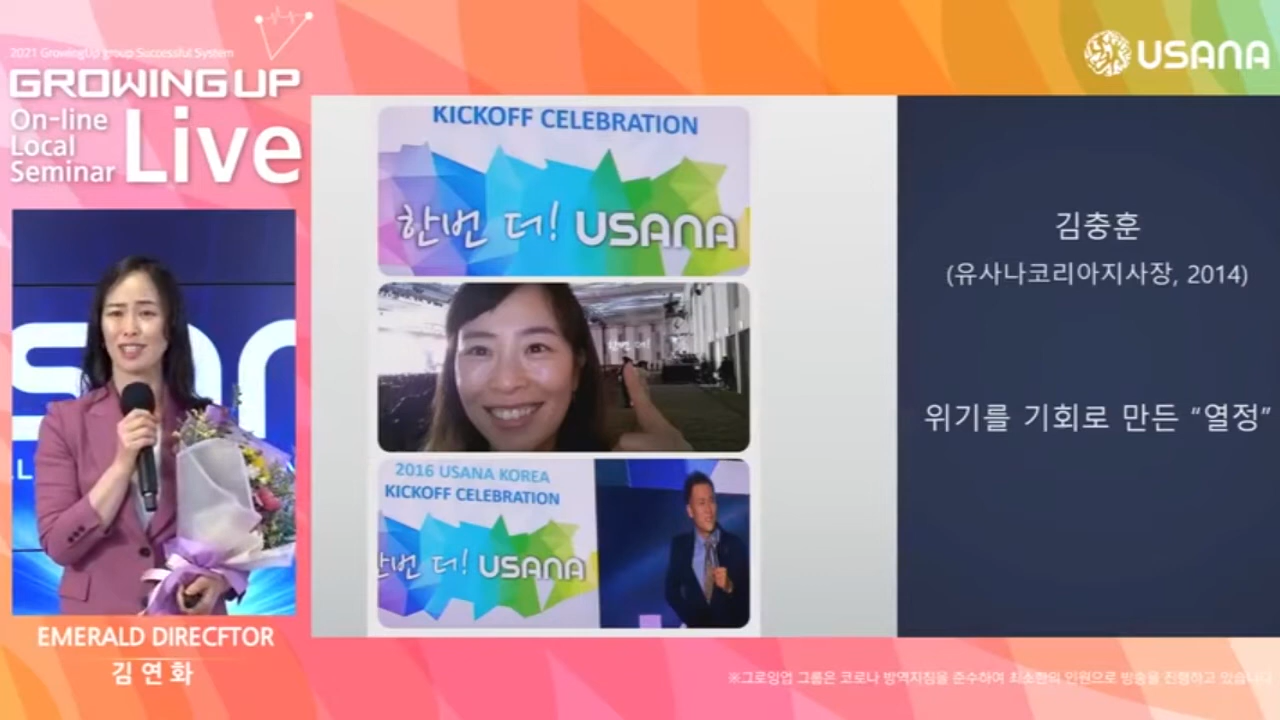 2021 GrowingUp group Successful System
GROWING UP
On-line
Local
Seminar
Live
USANA
KICKOFF CELEBRATION
한번 더! USANA
2016 USANA KOREA
KICKOFF CELEBRATION
한번 더! USANA
김충훈
(유사나코리아지사장, 2014)
위기를 기회로 만든 “열정”
EMERALD DIRECFTOR
김연화
※그로잉업 그룹은 코로나 방역지침을 준수하여 최소한의 인원으로 방송을 진행하고 있습니다